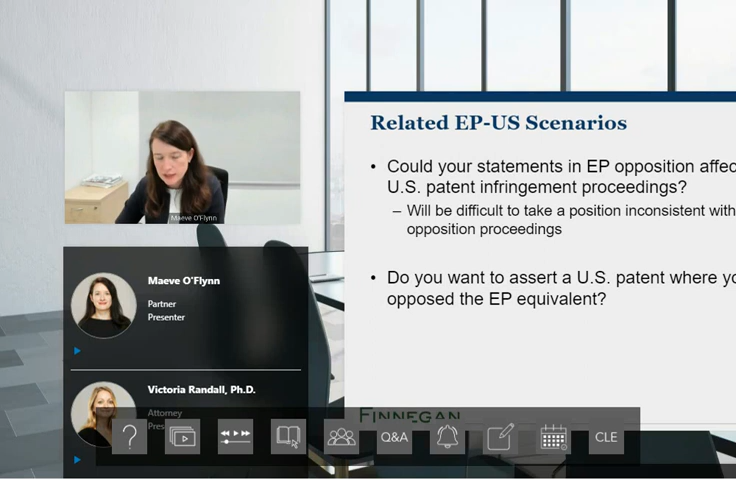 Related EP-US Scenarios
• Could your statements in EP opposition affec
U.S. patent infringement proceedings?
– Will be difficult to take a position inconsistent with
opposition proceedings
• Do you want to assert a U.S. patent where yo
opposed the EP equivalent?
FINNEGAN
Maeve O'Flynn
Maeve O'Flynn
Partner
Presenter
Victoria Randall, Ph.D.
Attorney
Pres
?
Q&A
CLE